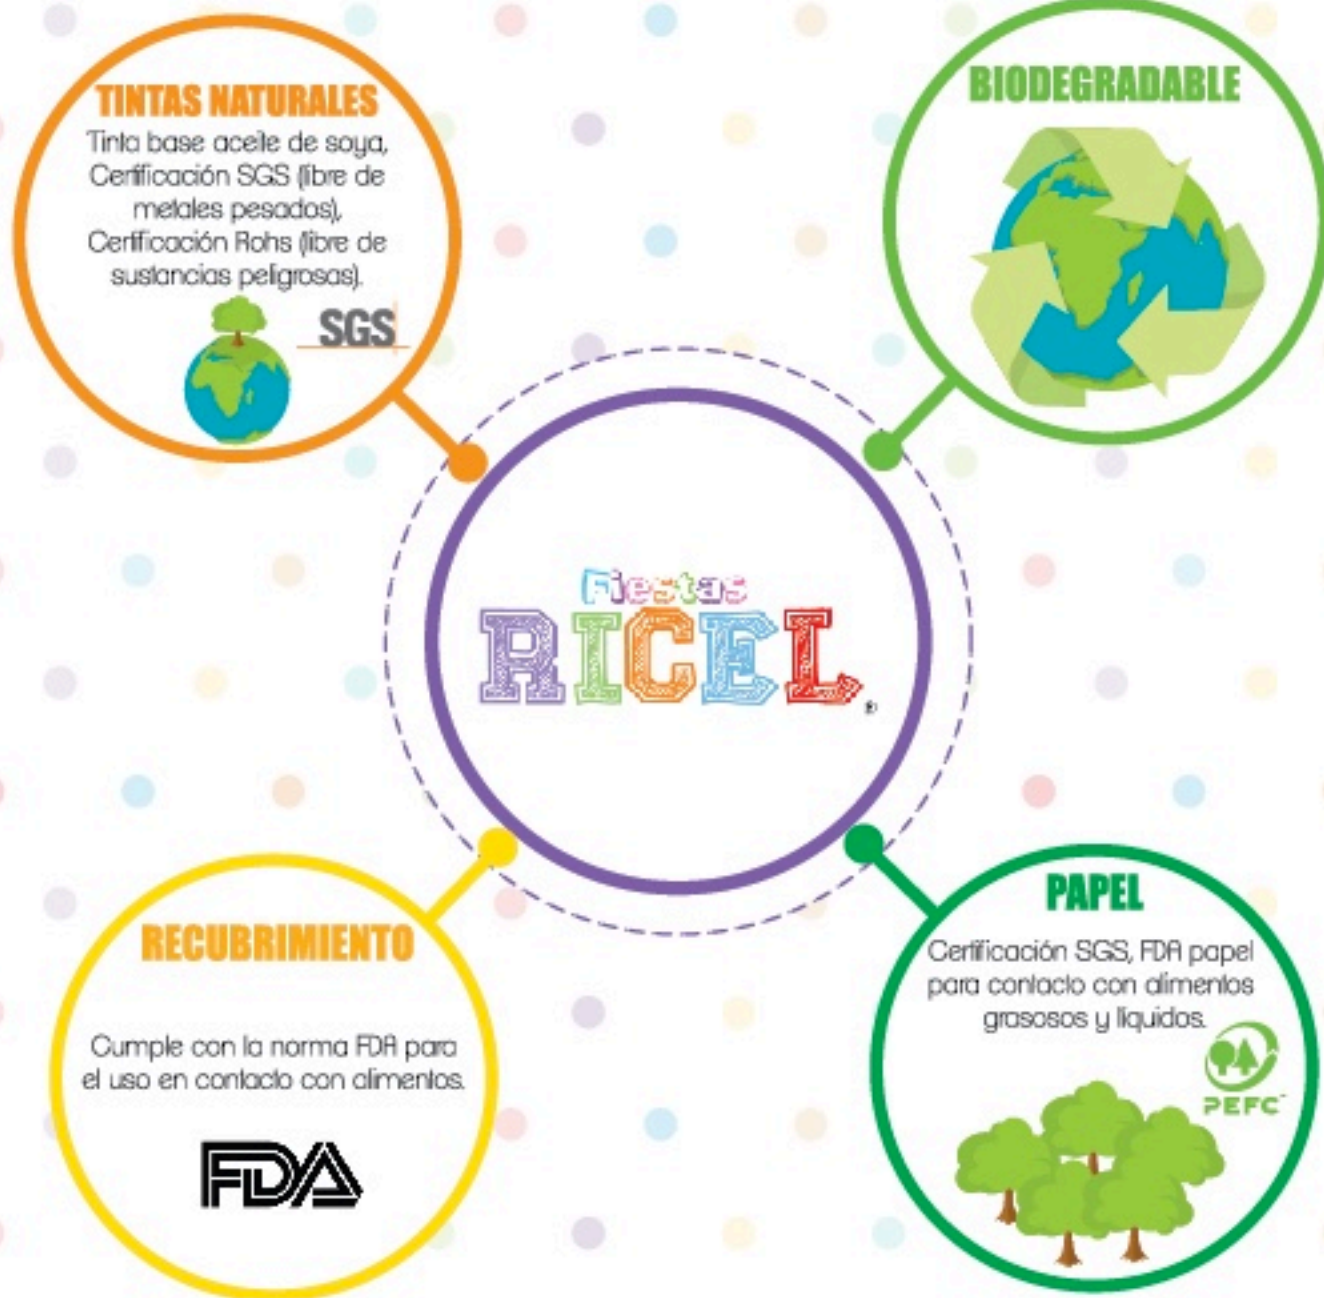 TINTAS NATURALES
Tinta base aceite de soya,
Certificación SGS (libre de
metales pesados),
Certificación Rohs (libre de
sustancias peligrosas).
SGS
BIODEGRADABLE
Fiestas
RICEL®
RECUBRIMIENTO
Cumple con la norma FDA para
el uso en contacto con alimentos.
FDA
PAPEL
Certificación SGS, FDA papel
para contacto con alimentos
grasosos y líquidos.
PEFC™